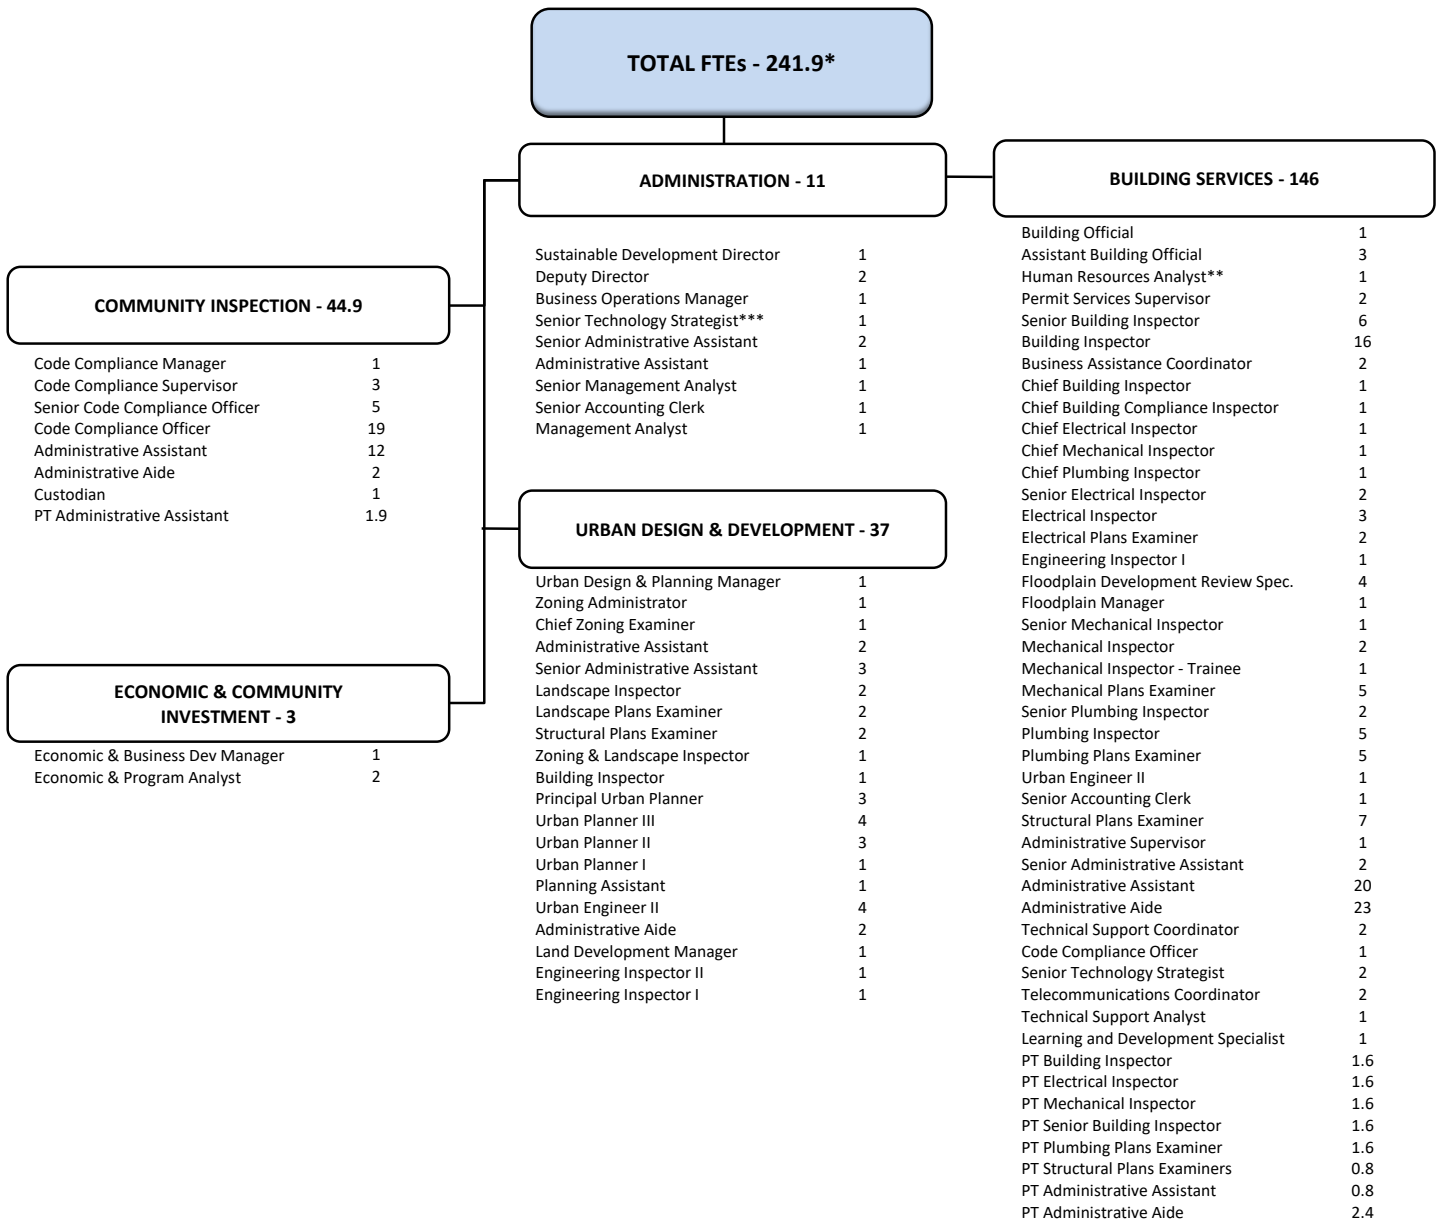 TOTAL FTEs - 241.9*
ADMINISTRATION - 11
Sustainable Development Director 1
Deputy Director 2
Business Operations Manager 1
Senior Technology Strategist*** 1
Senior Administrative Assistant 2
Administrative Assistant 1
Senior Management Analyst 1
Senior Accounting Clerk 1
Management Analyst 1
COMMUNITY INSPECTION - 44.9
Code Compliance Manager 1
Code Compliance Supervisor 3
Senior Code Compliance Officer 5
Code Compliance Officer 19
Administrative Assistant 12
Administrative Aide 2
Custodian 1
PT Administrative Assistant 1.9
ECONOMIC & COMMUNITY
INVESTMENT - 3
Economic & Business Dev Manager 1
Economic & Program Analyst 2
URBAN DESIGN & DEVELOPMENT - 37
Urban Design & Planning Manager 1
Zoning Administrator 1
Chief Zoning Examiner 1
Administrative Assistant 2
Senior Administrative Assistant 3
Landscape Inspector 2
Landscape Plans Examiner 2
Structural Plans Examiner 2
Zoning & Landscape Inspector 1
Building Inspector 1
Principal Urban Planner 3
Urban Planner III 4
Urban Planner II 3
Urban Planner I 1
Planning Assistant 1
Urban Engineer II 4
Administrative Aide 2
Land Development Manager 1
Engineering Inspector II 1
Engineering Inspector I 1
BUILDING SERVICES - 146
Building Official 1
Assistant Building Official 3
Human Resources Analyst** 1
Permit Services Supervisor 2
Senior Building Inspector 6
Building Inspector 16
Business Assistance Coordinator 2
Chief Building Inspector 1
Chief Building Compliance Inspector 1
Chief Electrical Inspector 1
Chief Mechanical Inspector 1
Chief Plumbing Inspector 1
Senior Electrical Inspector 2
Electrical Inspector 3
Electrical Plans Examiner 2
Engineering Inspector I 1
Floodplain Development Review Spec. 4
Floodplain Manager 1
Senior Mechanical Inspector 1
Mechanical Inspector 2
Mechanical Inspector - Trainee 1
Mechanical Plans Examiner 5
Senior Plumbing Inspector 2
Plumbing Inspector 5
Plumbing Plans Examiner 5
Urban Engineer II 1
Senior Accounting Clerk 1
Structural Plans Examiner 7
Administrative Supervisor 1
Senior Administrative Assistant 2
Administrative Assistant 20
Administrative Aide 23
Technical Support Coordinator 2
Code Compliance Officer 1
Senior Technology Strategist 2
Telecommunications Coordinator 2
Technical Support Analyst 1
Learning and Development Specialist 1
PT Building Inspector 1.6
PT Electrical Inspector 1.6
PT Mechanical Inspector 1.6
PT Senior Building Inspector 1.6
PT Plumbing Plans Examiner 1.6
PT Structural Plans Examiners 0.8
PT Administrative Assistant 0.8
PT Administrative Aide 2.4